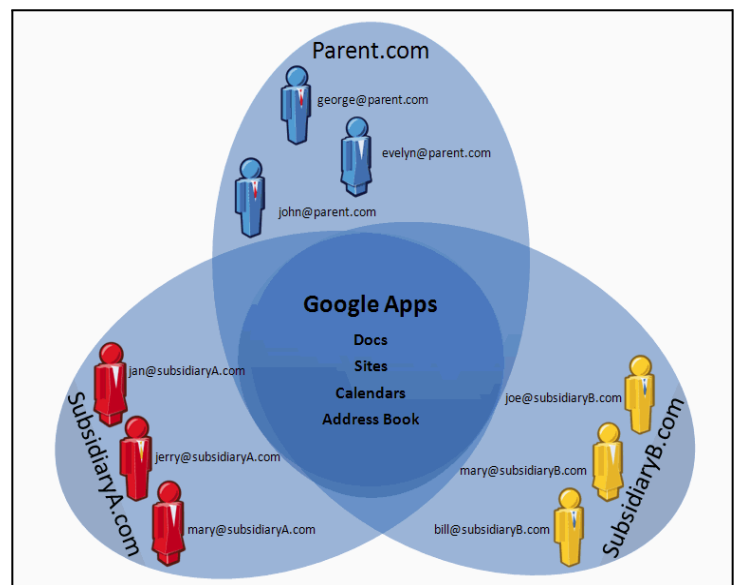 Parent.com
george@parent.com
evelyn@parent.com
john@parent.com
Google Apps
Docs
Sites
Calendars
Address Book
jan@subsidiaryA.com
jerry@subsidiaryA.com
mary@subsidiaryA.com
SubsidiaryA.com
joe@subsidiaryB.com
mary@subsidiaryB.com
bill@subsidiaryB.com
SubsidiaryB.com